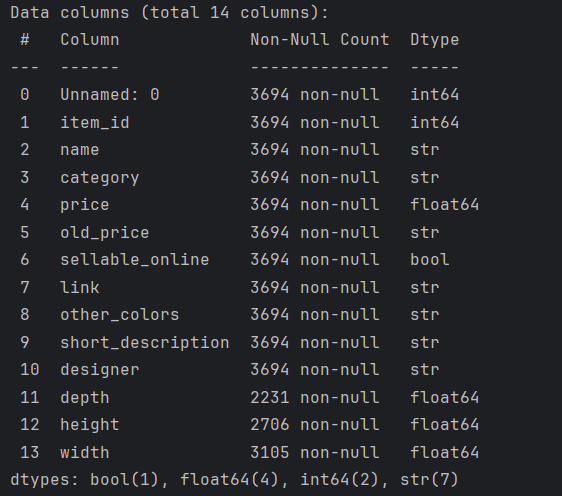 Data columns (total 14 columns):
 #   Column             Non-Null Count  Dtype
---  ------             --------------  -----
 0   Unnamed: 0         3694 non-null   int64
 1   item_id            3694 non-null   int64
 2   name               3694 non-null   str
 3   category           3694 non-null   str
 4   price              3694 non-null   float64
 5   old_price          3694 non-null   str
 6   sellable_online    3694 non-null   bool
 7   link               3694 non-null   str
 8   other_colors       3694 non-null   str
 9   short_description  3694 non-null   str
 10  designer           3694 non-null   str
 11  depth              2231 non-null   float64
 12  height             2706 non-null   float64
 13  width              3105 non-null   float64
dtypes: bool(1), float64(4), int64(2), str(7)